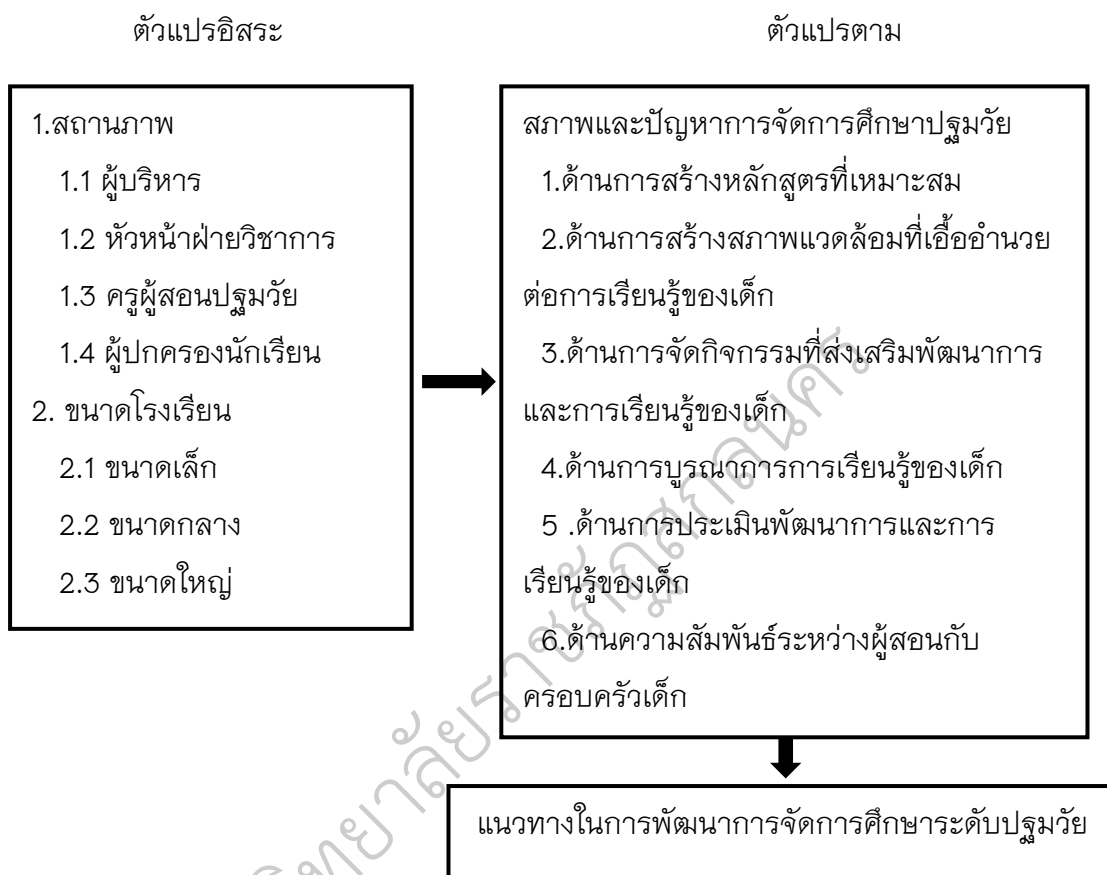 ตัวแปรอิสระ
ตัวแปรตาม
1.สถานภาพ
1.1 ผู้บริหาร
1.2 หัวหน้าฝ่ายวิชาการ
1.3 ครูผู้สอนปฐมวัย
1.4 ผู้ปกครองนักเรียน
2. ขนาดโรงเรียน
2.1 ขนาดเล็ก
2.2 ขนาดกลาง
2.3 ขนาดใหญ่
สภาพและปัญหาการจัดการศึกษาปฐมวัย
1.ด้านการสร้างหลักสูตรที่เหมาะสม
2.ด้านการสร้างสภาพแวดล้อมที่เอื้ออำนวย
ต่อการเรียนรู้ของเด็ก
3.ด้านการจัดกิจกรรมที่ส่งเสริมพัฒนาการ
และการเรียนรู้ของเด็ก
4.ด้านการบูรณาการการเรียนรู้ของเด็ก
5 .ด้านการประเมินพัฒนาการและการ
เรียนรู้ของเด็ก
6.ด้านความสัมพันธ์ระหว่างผู้สอนกับ
ครอบครัวเด็ก
แนวทางในการพัฒนาการจัดการศึกษาระดับปฐมวัย
วิทยาลัยราชภัฏสกลนคร